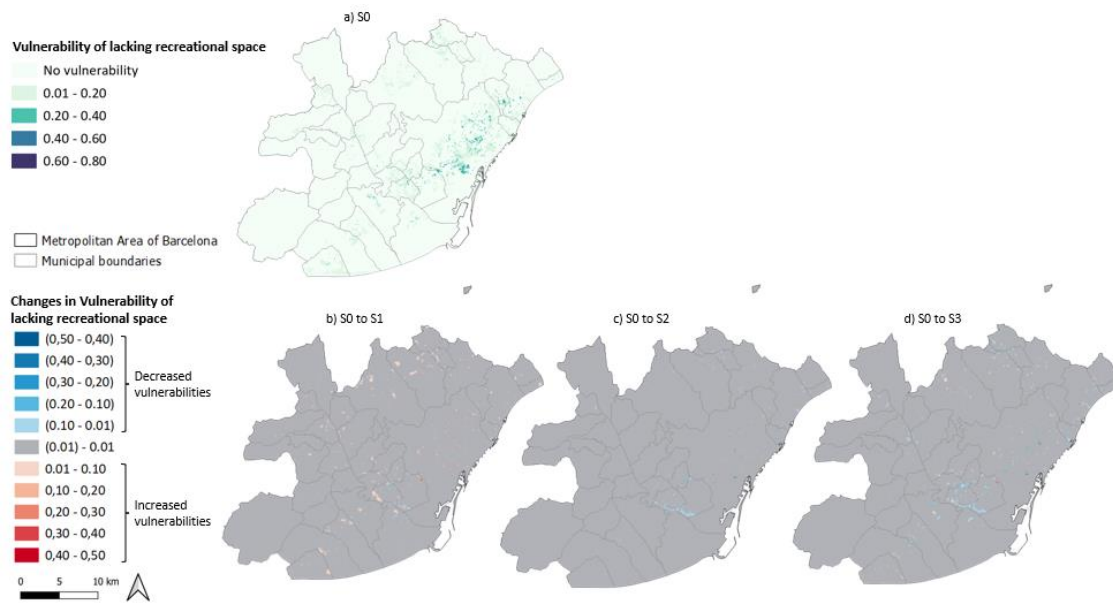 a) S0
Vulnerability of lacking recreational space
No vulnerability
0.01 - 0.20
0.20 - 0.40
0.40 - 0.60
0.60 - 0.80
Metropolitan Area of Barcelona
Municipal boundaries
Changes in Vulnerability of
lacking recreational space
(0,50 - 0,40)
(0,40 - 0,30)
(0,30 - 0,20)
(0.20 - 0.10)
(0.10 - 0.01)
(0.01) - 0.01
0.01 - 0.10
0,10 - 0,20
0,20 - 0,30
0,30 - 0,40
0,40 - 0,50
Decreased
vulnerabilities
Increased
vulnerabilities
0 5 10 km
b) S0 to S1
c) S0 to S2
d) S0 to S3